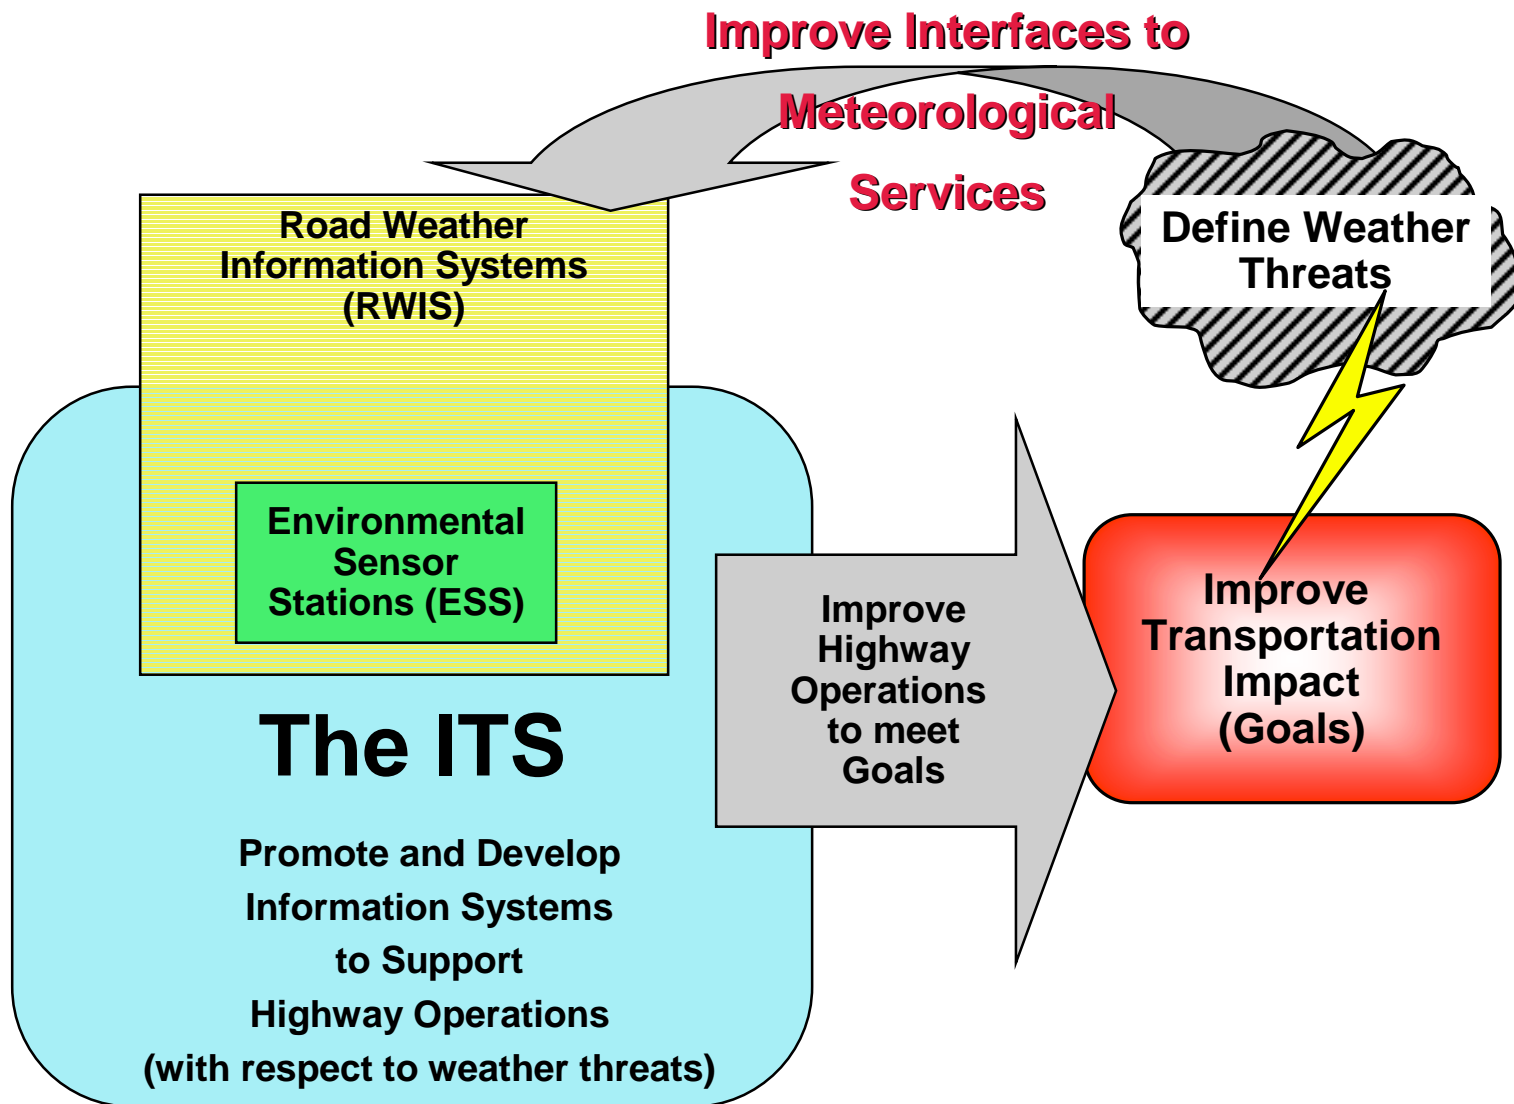 Improve Interfaces to
Meteorological
Services
Road Weather
Information Systems
(RWIS)
Define Weather
Threats
Environmental
Sensor
Stations (ESS)
Improve
Highway
Operations
to meet
Goals
Improve
Transportation
Impact
(Goals)
The ITS
Promote and Develop
Information Systems
to Support
Highway Operations
(with respect to weather threats)